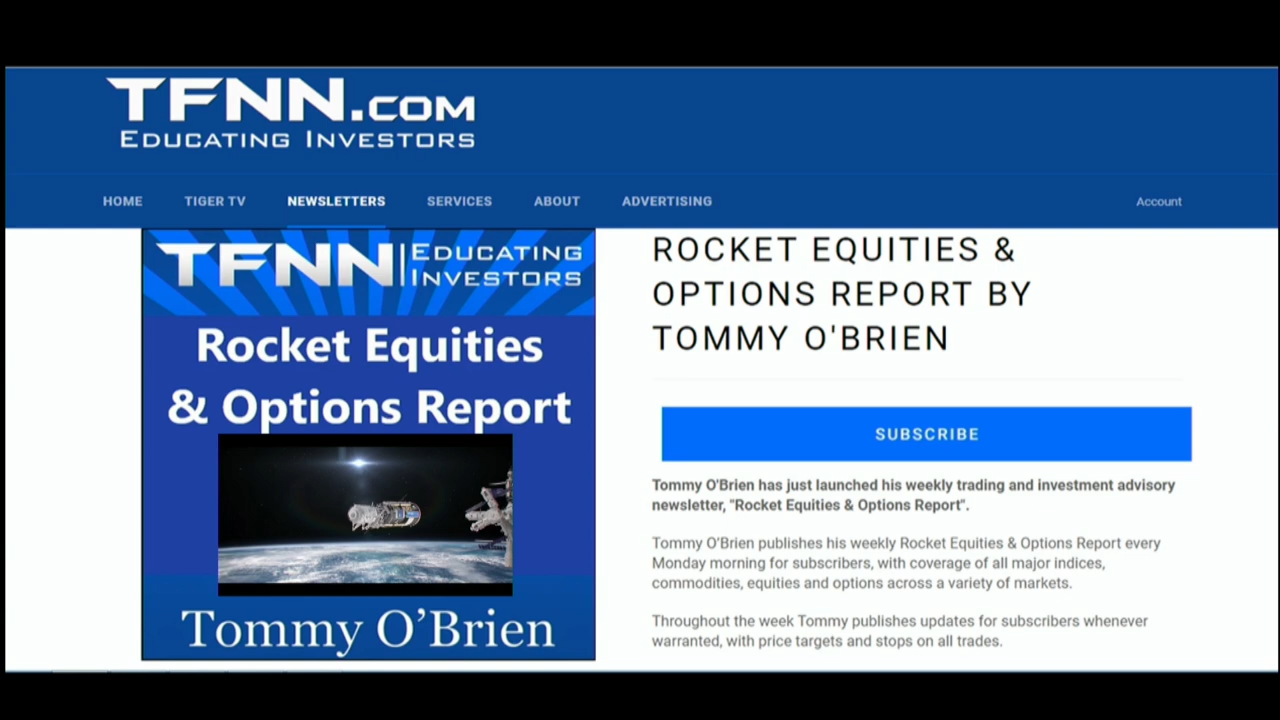 TFNN.COM
EDUCATING INVESTORS
HOME TIGER TV NEWSLETTERS SERVICES ABOUT ADVERTISING Account
TFNN | EDUCATING
INVESTORS
Rocket Equities
& Options Report
Tommy O’Brien
ROCKET EQUITIES &
OPTIONS REPORT BY
TOMMY O'BRIEN
SUBSCRIBE
Tommy O'Brien has just launched his weekly trading and investment advisory
newsletter, "Rocket Equities & Options Report".
Tommy O’Brien publishes his weekly Rocket Equities & Options Report every
Monday morning for subscribers, with coverage of all major indices,
commodities, equities and options across a variety of markets.
Throughout the week Tommy publishes updates for subscribers whenever
warranted, with price targets and stops on all trades.